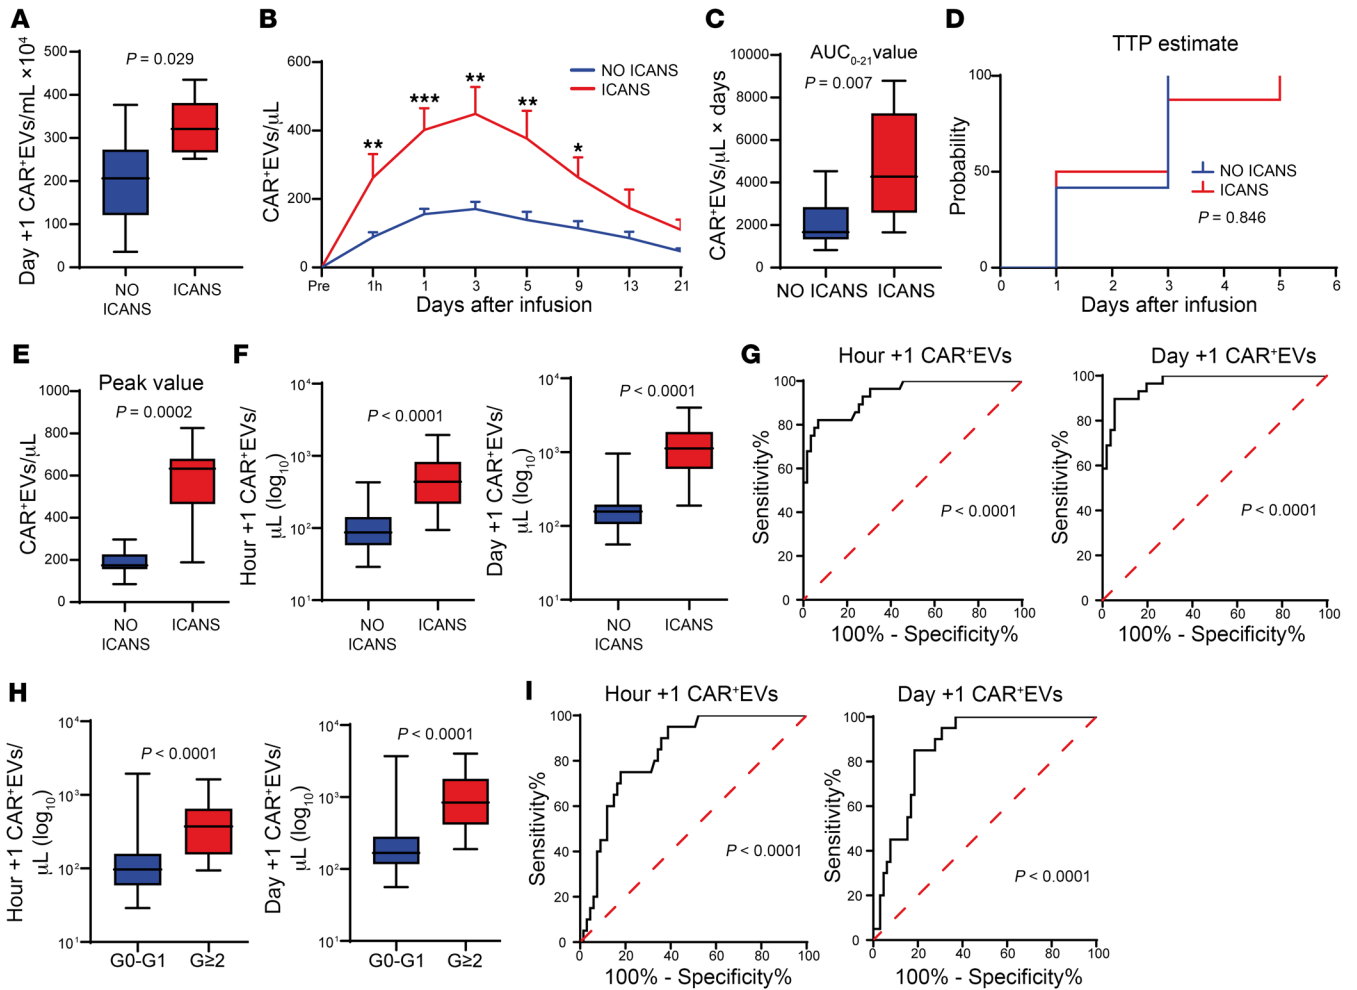 A
Day +1 CAR⁺EVs/mL ×10⁴
500
400
300
200
100
0
P = 0.029
NO
ICANS
ICANS
B
CAR⁺EVs/μL
600
400
200
0
NO ICANS
ICANS
**
***
**
**
*
Pre
1h
1
3
5
9
13
21
Days after infusion
C
CAR⁺EVs/μL × days
10000
8000
6000
4000
2000
0
AUC₀₋₂₁ value
P = 0.007
NO ICANS
ICANS
D
TTP estimate
Probability
100
50
0
NO ICANS
ICANS
P = 0.846
0
1
2
3
4
5
6
Days after infusion
E
Peak value
CAR⁺EVs/μL
1000
800
600
400
200
0
P = 0.0002
NO
ICANS
ICANS
F
Hour +1 CAR⁺EVs/
μL (log₁₀)
10⁴
10³
10²
10¹
P < 0.0001
NO
ICANS
ICANS
Day +1 CAR⁺EVs/
μL (log₁₀)
10⁴
10³
10²
10¹
P < 0.0001
NO
ICANS
ICANS
G
Hour +1 CAR⁺EVs
Sensitivity%
100
80
60
40
20
0
P < 0.0001
0
20
40
60
80
100
100% - Specificity%
Day +1 CAR⁺EVs
Sensitivity%
100
80
60
40
20
0
P < 0.0001
0
20
40
60
80
100
100% - Specificity%
H
Hour +1 CAR⁺EVs/
μL (log₁₀)
10⁴
10³
10²
10¹
P < 0.0001
G0-G1
G≥2
Day +1 CAR⁺EVs/
μL (log₁₀)
10⁴
10³
10²
10¹
P < 0.0001
G0-G1
G≥2
I
Hour +1 CAR⁺EVs
Sensitivity%
100
80
60
40
20
0
P < 0.0001
0
20
40
60
80
100
100% - Specificity%
Day +1 CAR⁺EVs
Sensitivity%
100
80
60
40
20
0
P < 0.0001
0
20
40
60
80
100
100% - Specificity%